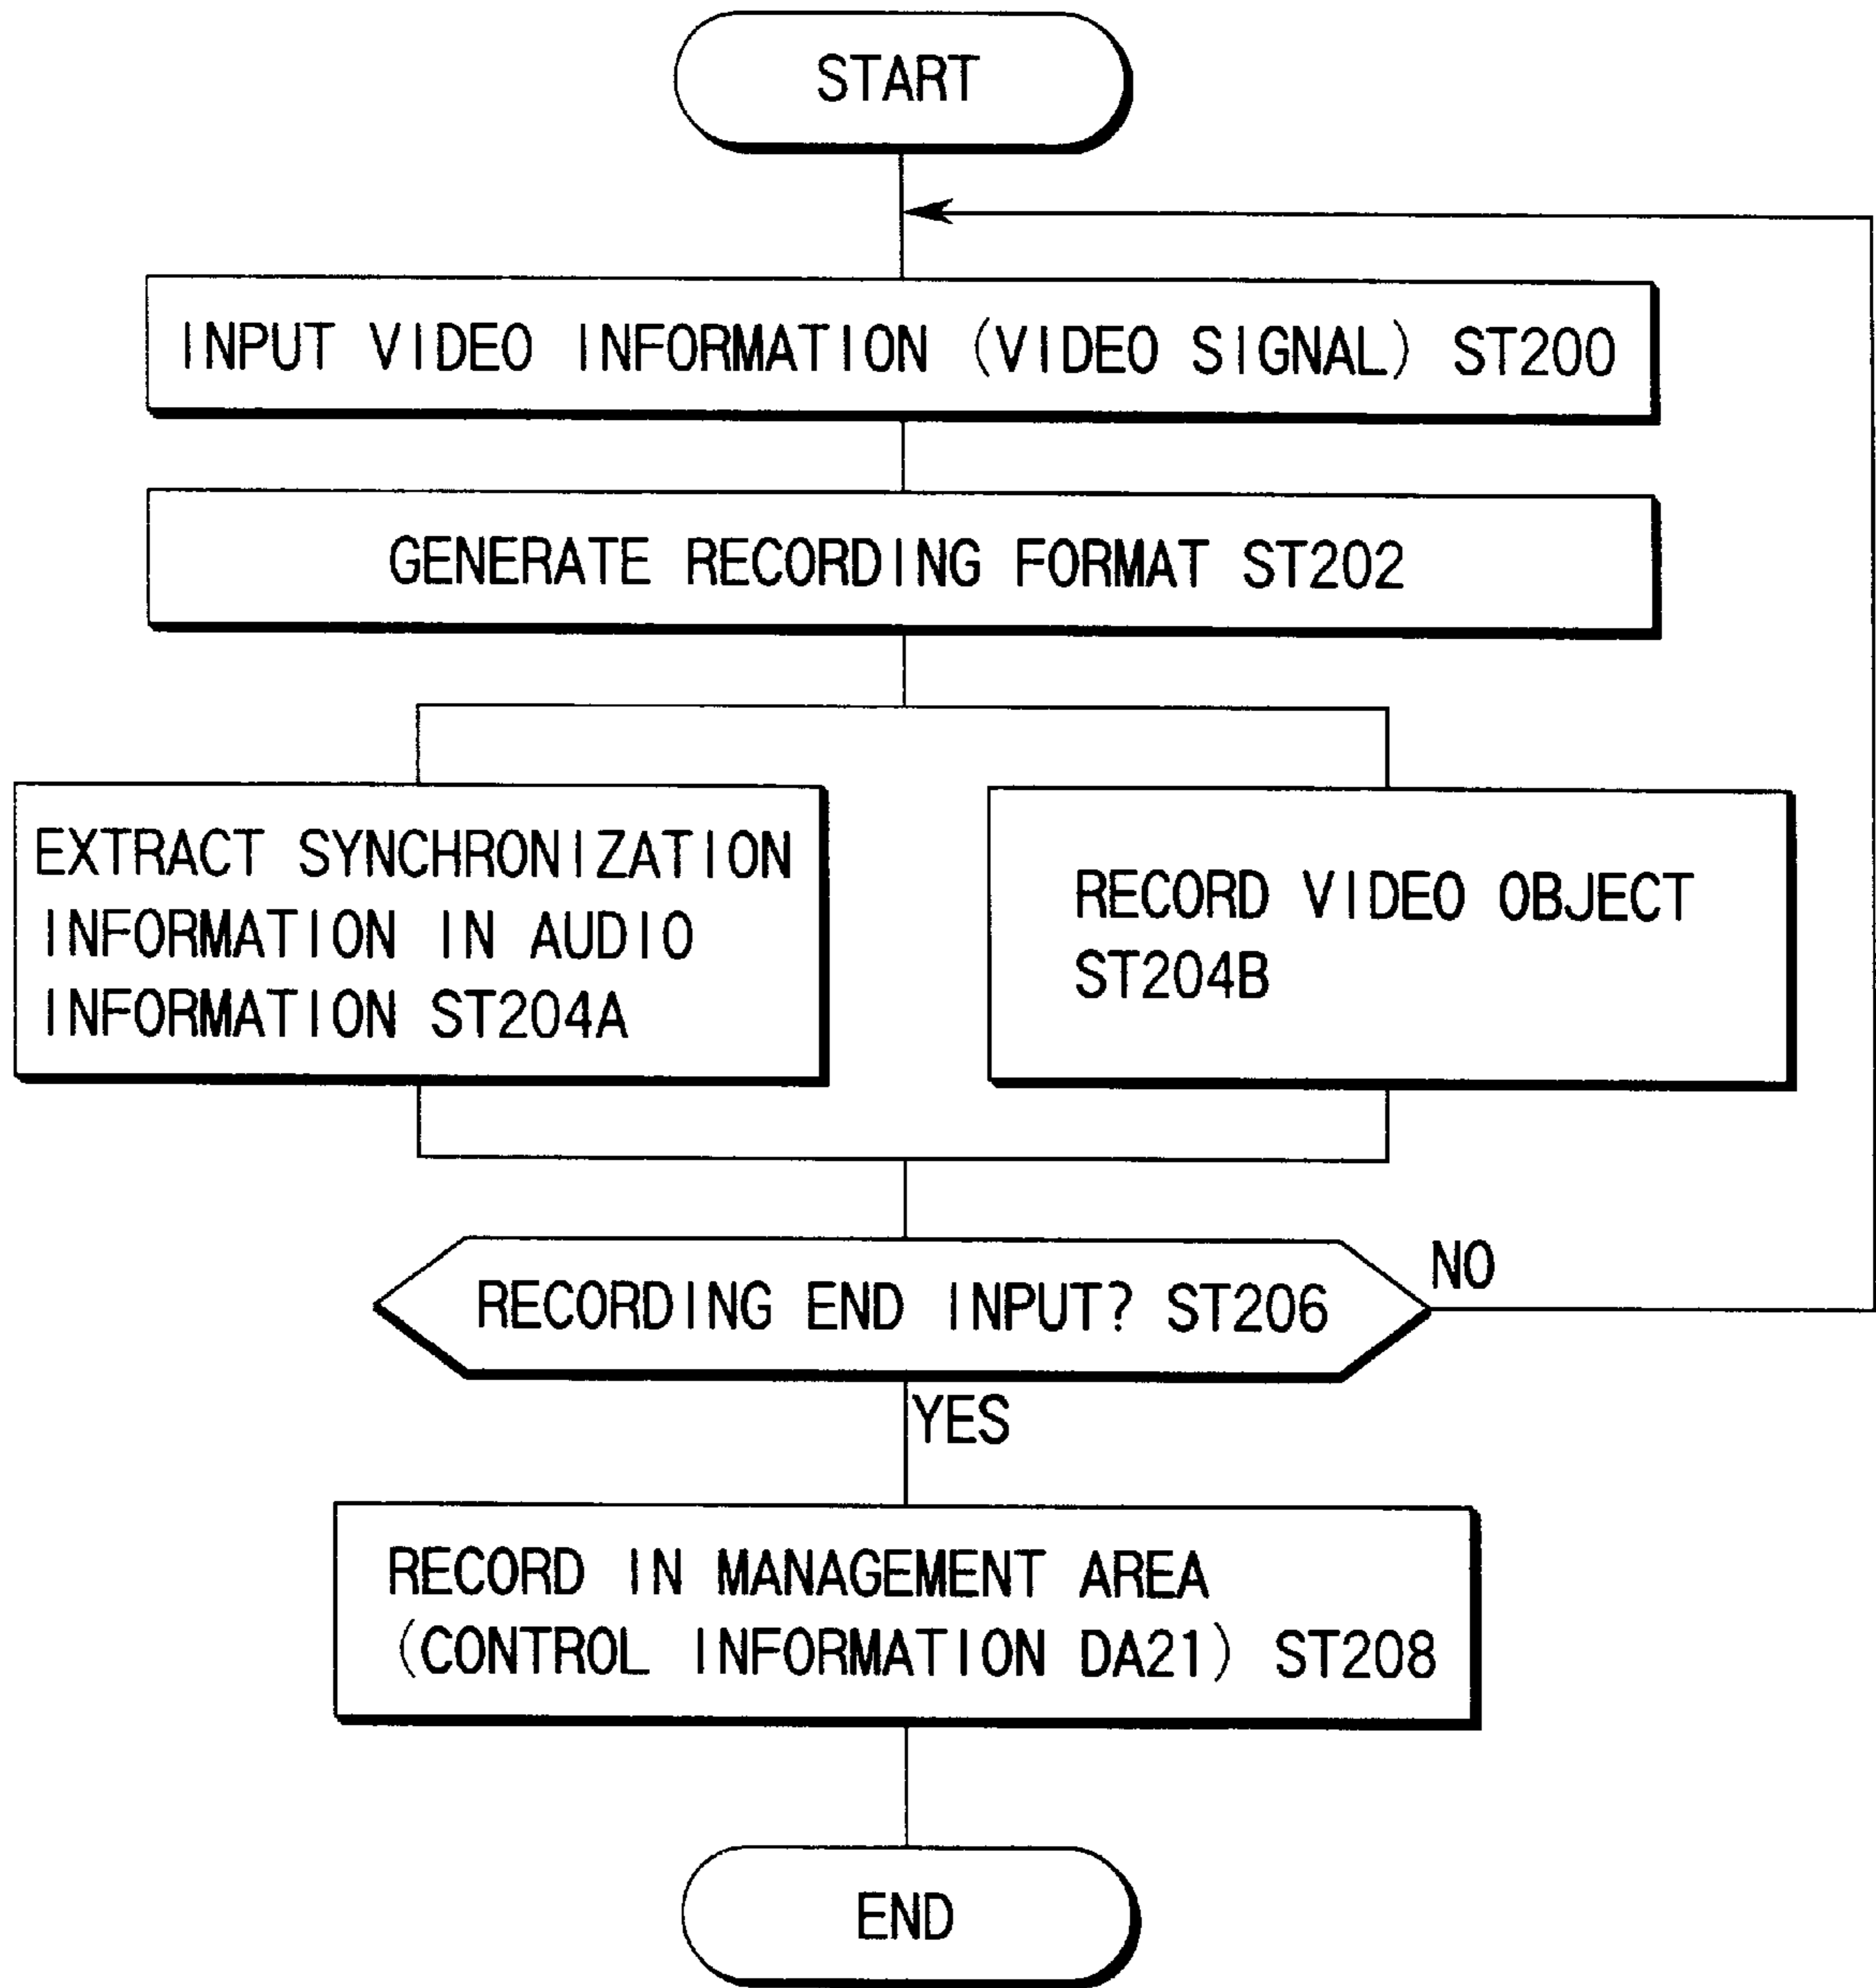 START
INPUT VIDEO INFORMATION (VIDEO SIGNAL) ST200
GENERATE RECORDING FORMAT ST202
EXTRACT SYNCHRONIZATION
INFORMATION IN AUDIO
INFORMATION ST204A
RECORD VIDEO OBJECT
ST204B
RECORDING END INPUT? ST206
NO
YES
RECORD IN MANAGEMENT AREA
(CONTROL INFORMATION DA21) ST208
END